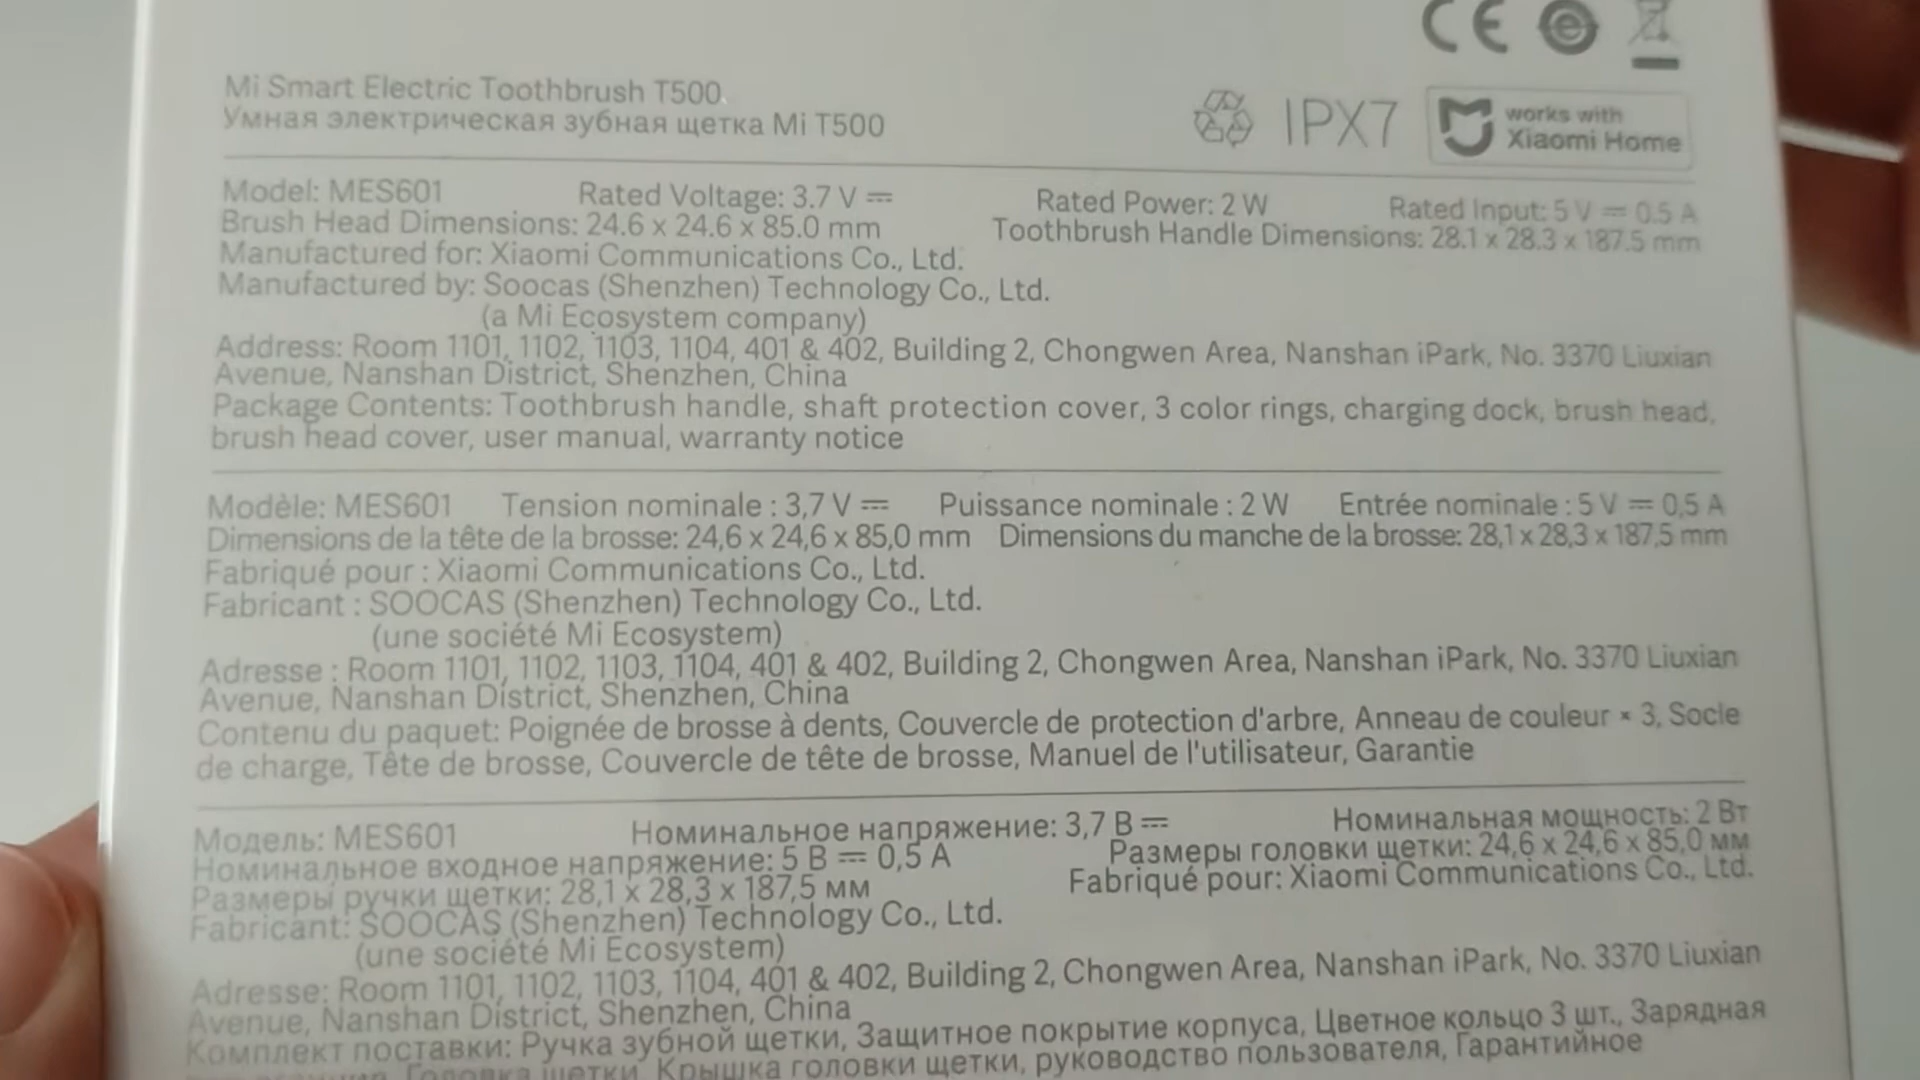 CE
Mi Smart Electric Toothbrush T500
Умная электрическая зубная щетка Mi T500
IPX7
works with
Xiaomi Home
Model: MES601 Rated Voltage: 3.7 V ⎓ Rated Power: 2 W Rated Input: 5 V ⎓ 0.5 A
Brush Head Dimensions: 24.6 x 24.6 x 85.0 mm Toothbrush Handle Dimensions: 28.1 x 28.3 x 187.5 mm
Manufactured for: Xiaomi Communications Co., Ltd.
Manufactured by: Soocas (Shenzhen) Technology Co., Ltd.
(a Mi Ecosystem company)
Address: Room 1101, 1102, 1103, 1104, 401 & 402, Building 2, Chongwen Area, Nanshan iPark, No. 3370 Liuxian
Avenue, Nanshan District, Shenzhen, China
Package Contents: Toothbrush handle, shaft protection cover, 3 color rings, charging dock, brush head,
brush head cover, user manual, warranty notice
Modèle: MES601 Tension nominale : 3,7 V ⎓ Puissance nominale : 2 W Entrée nominale : 5 V ⎓ 0,5 A
Dimensions de la tête de la brosse: 24,6 x 24,6 x 85,0 mm Dimensions du manche de la brosse: 28,1 x 28,3 x 187,5 mm
Fabriqué pour : Xiaomi Communications Co., Ltd.
Fabricant : SOOCAS (Shenzhen) Technology Co., Ltd.
(une société Mi Ecosystem)
Adresse : Room 1101, 1102, 1103, 1104, 401 & 402, Building 2, Chongwen Area, Nanshan iPark, No. 3370 Liuxian
Avenue, Nanshan District, Shenzhen, China
Contenu du paquet: Poignée de brosse à dents, Couvercle de protection d'arbre, Anneau de couleur × 3, Socle
de charge, Tête de brosse, Couvercle de tête de brosse, Manuel de l'utilisateur, Garantie
Модель: MES601 Номинальное напряжение: 3,7 В ⎓ Номинальная мощность: 2 Вт
Номинальное входное напряжение: 5 В ⎓ 0,5 А Размеры головки щетки: 24,6 x 24,6 x 85,0 мм
Размеры ручки щетки: 28,1 x 28,3 x 187,5 мм Fabriqué pour: Xiaomi Communications Co., Ltd.
Fabricant: SOOCAS (Shenzhen) Technology Co., Ltd.
(une société Mi Ecosystem)
Adresse: Room 1101, 1102, 1103, 1104, 401 & 402, Building 2, Chongwen Area, Nanshan iPark, No. 3370 Liuxian
Avenue, Nanshan District, Shenzhen, China
Комплект поставки: Ручка зубной щетки, Защитное покрытие корпуса, Цветное кольцо 3 шт., Зарядная
Головка щетки, Крышка головки щетки, руководство пользователя, Гарантийное